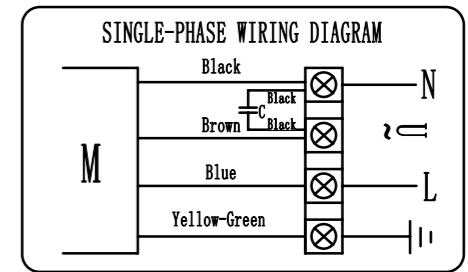 SINGLE-PHASE WIRING DIAGRAM
Black
N
Black
C
Brown
Black
~
M
Blue
L
Yellow-Green